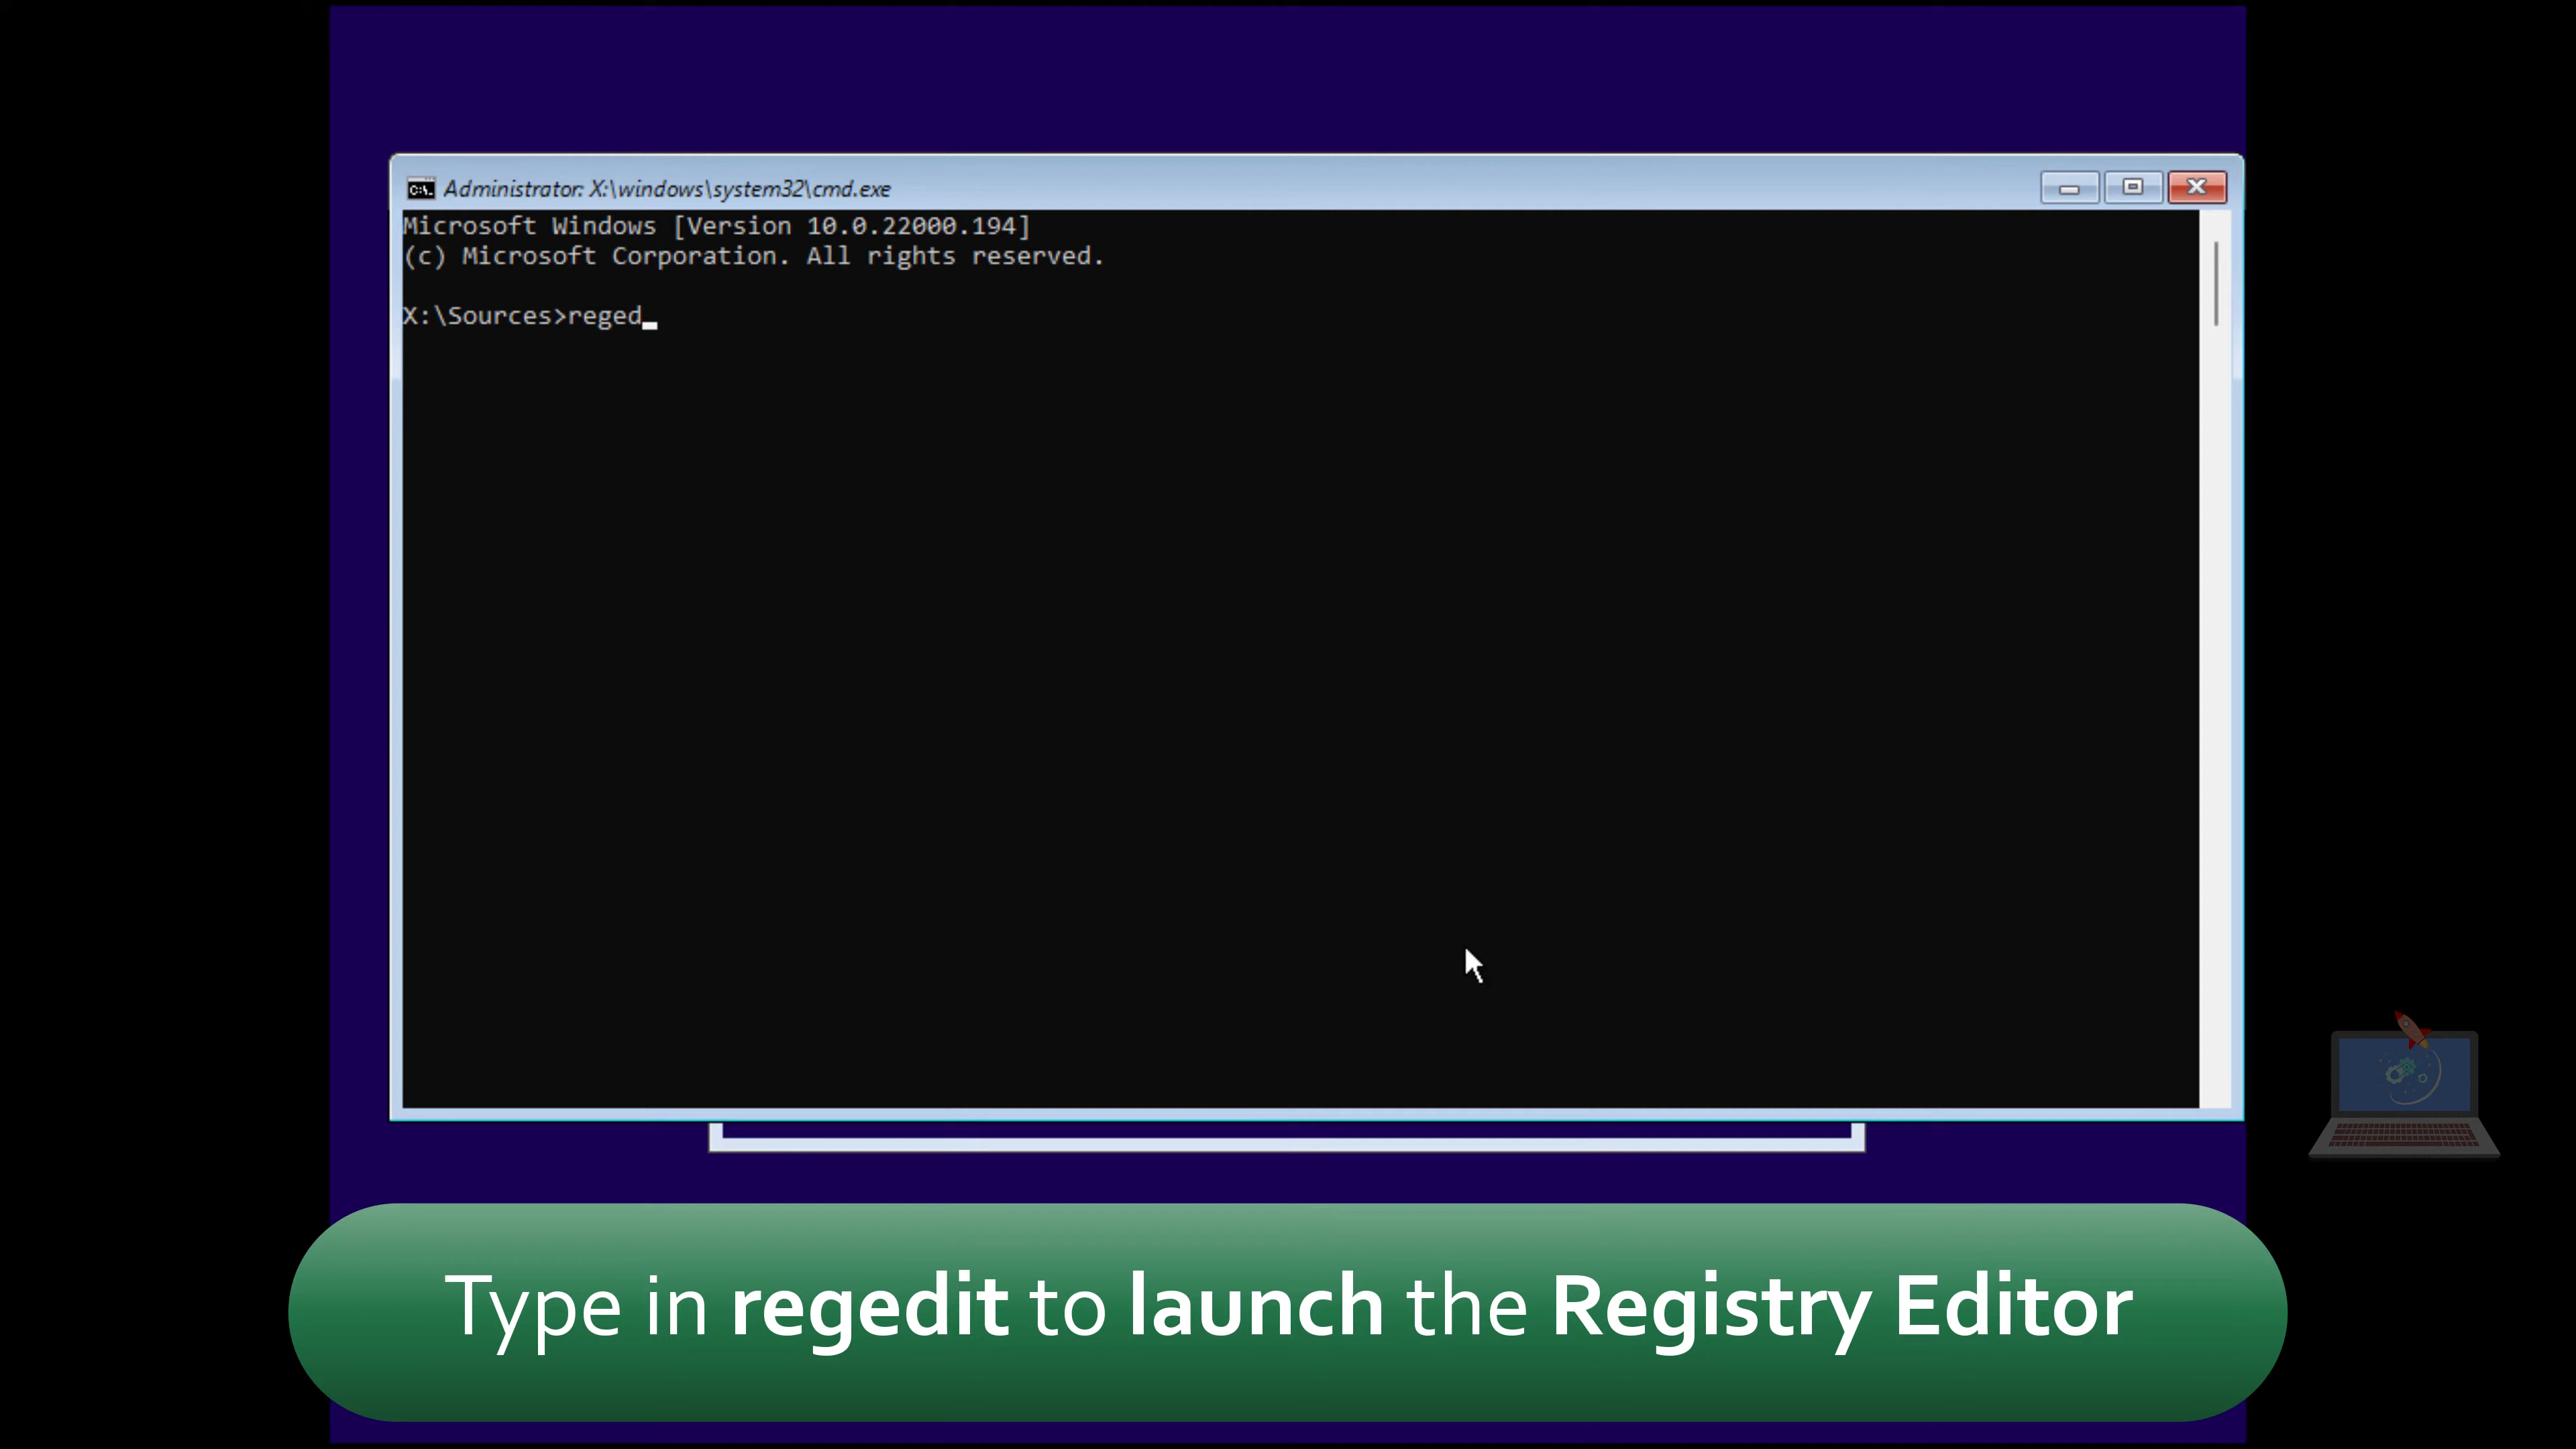 Administrator: X:\windows\system32\cmd.exe
Microsoft Windows [Version 10.0.22000.194]
(c) Microsoft Corporation. All rights reserved.
X:\Sources>reged
Type in regedit to launch the Registry Editor